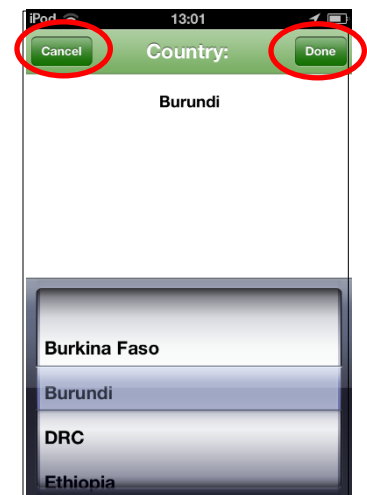 iPod 13:01
Cancel Country: Done
Burundi
Burkina Faso
Burundi
DRC
Ethiopia